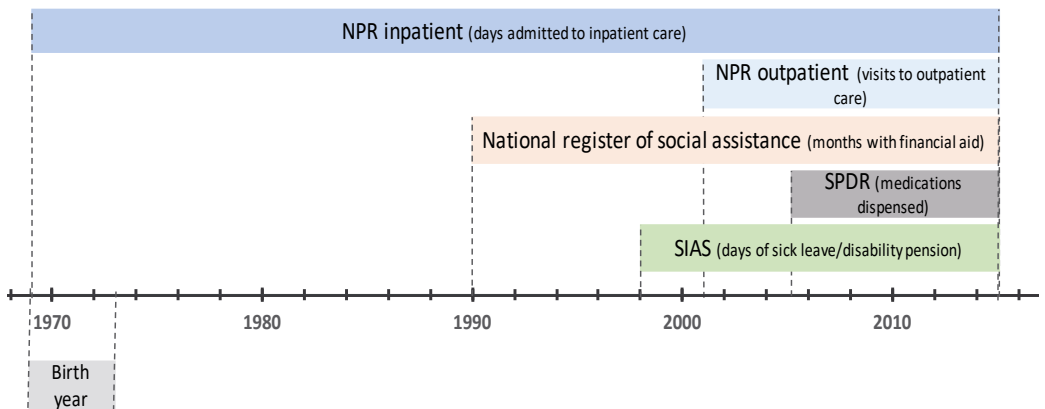 NPR inpatient (days admitted to inpatient care)
NPR outpatient (visits to outpatient
care)
National register of social assistance (months with financial aid)
SPDR (medications
dispensed)
SIAS (days of sick leave/disability pension)
1970 1980 1990 2000 2010
Birth
year